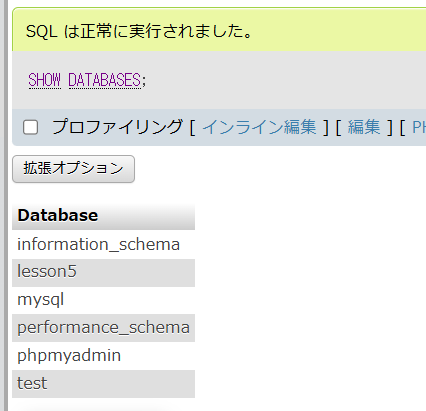 SQL は正常に実行されました。
SHOW DATABASES;
プロファイリング [ インライン編集 ] [ 編集 ] [
拡張オプション
Database
information_schema
lesson5
mysql
performance_schema
phpmyadmin
test